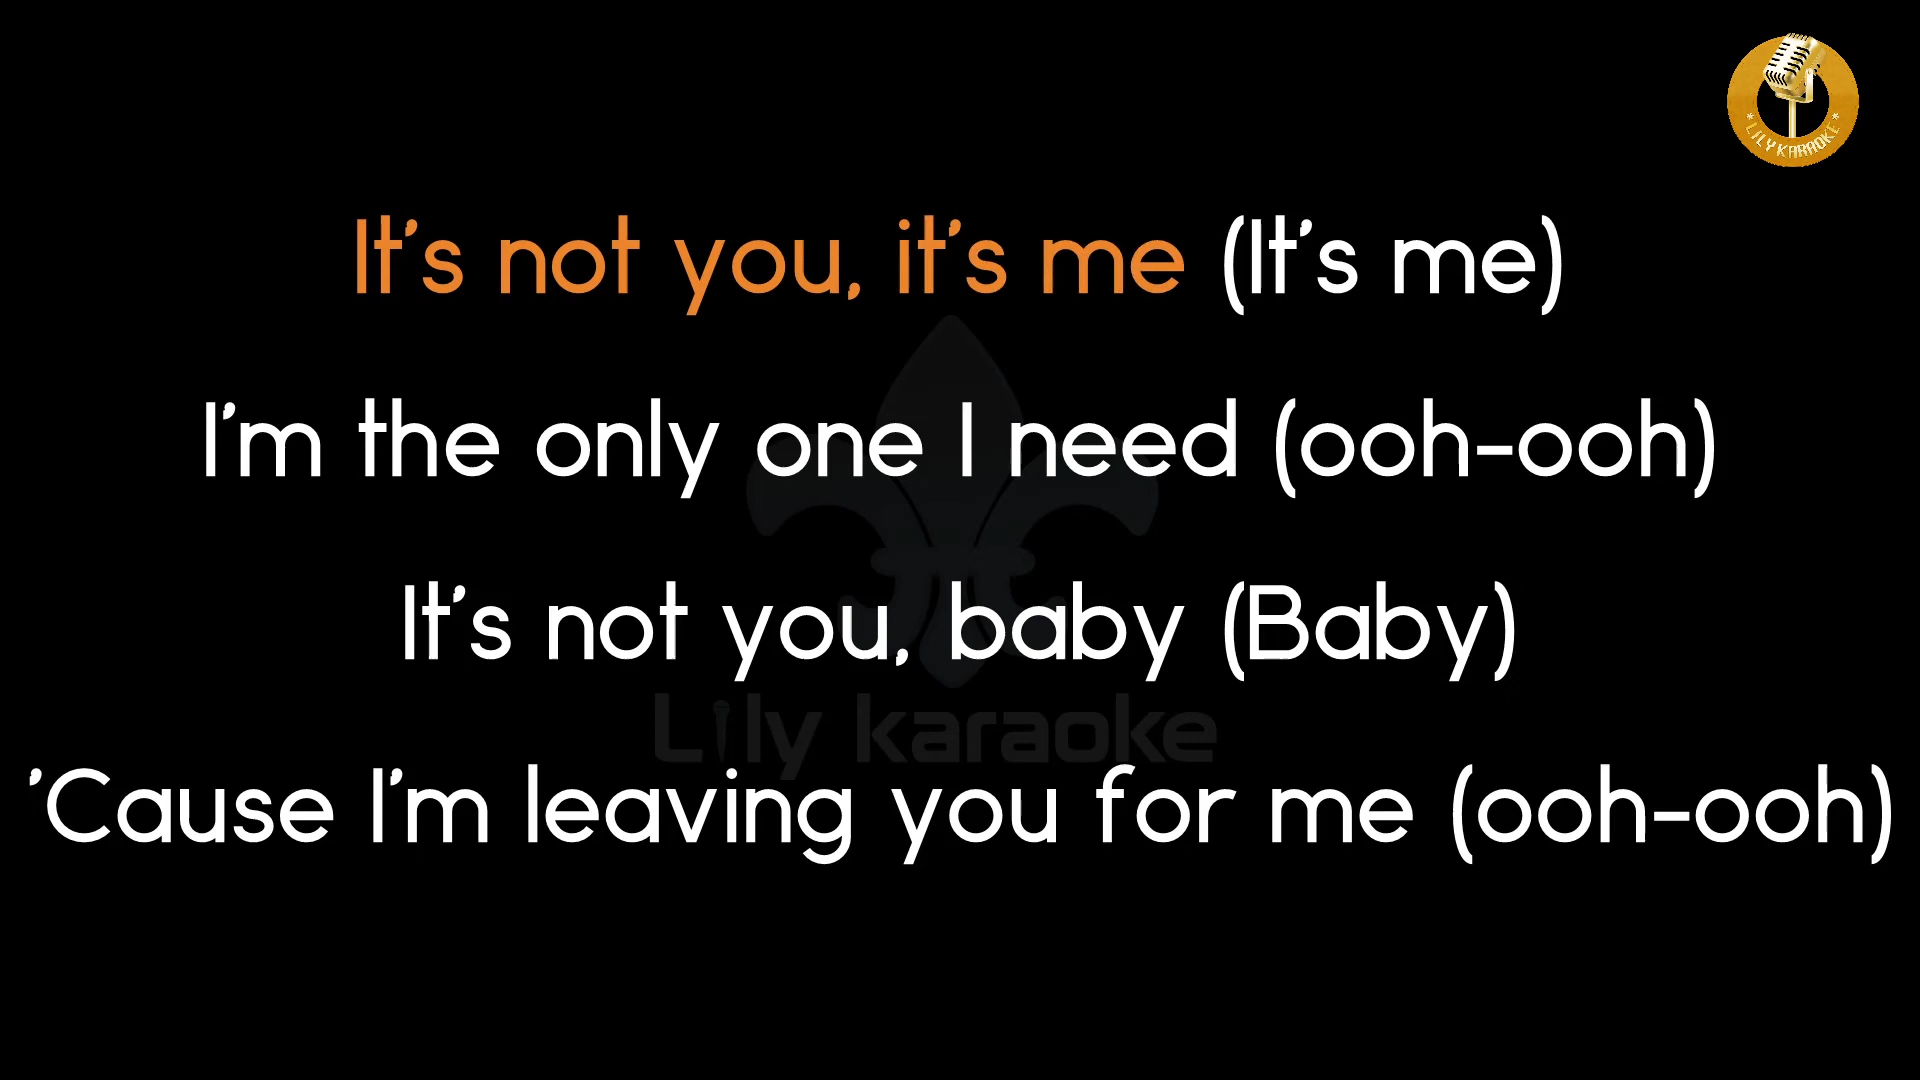 LILY KARAOKE
It's not you, it's me (It's me)
I'm the only one I need (ooh-ooh)
It's not you, baby (Baby)
Lily karaoke
'Cause I'm leaving you for me (ooh-ooh)